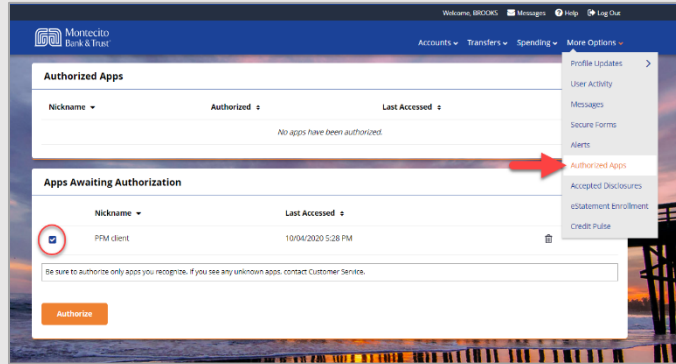 Welcome, BROOKS Messages Help Log Out
Montecito
Bank & Trust
Accounts Transfers Spending More Options
Profile Updates
User Activity
Messages
Secure Forms
Alerts
Authorized Apps
Accepted Disclosures
eStatement Enrollment
Credit Pulse
Authorized Apps
Nickname Authorized Last Accessed
No apps have been authorized.
Apps Awaiting Authorization
Nickname Last Accessed
PFM client 10/04/2020 5:28 PM
Be sure to authorize only apps you recognize. If you see any unknown apps, contact Customer Service.
Authorize